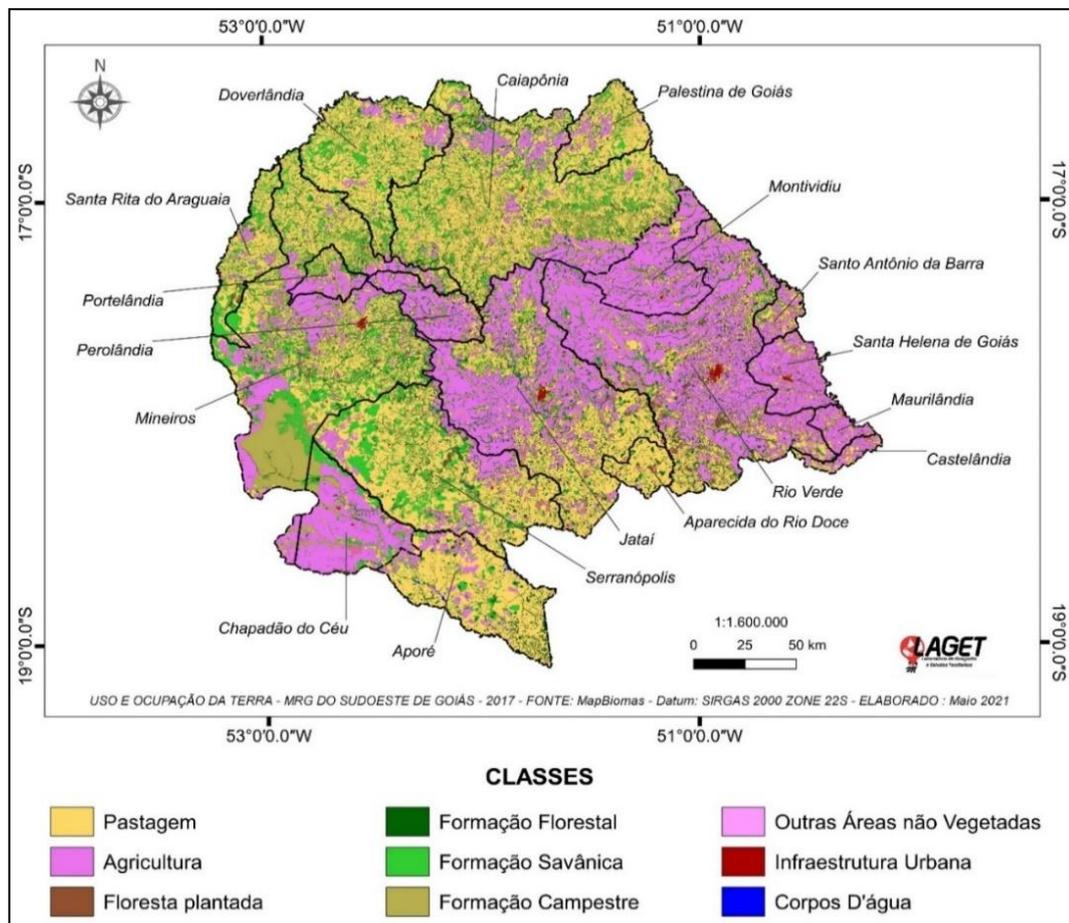 53°0'0.0"W 51°0'0.0"W
N
Caiapônia
Doverlândia
Palestina de Goiás
17°0'0.0"S 17°0'0.0"S
Montividiu
Santa Rita do Araguaia
Santo Antônio da Barra
Portelândia
Santa Helena de Goiás
Perolândia
Maurilândia
Mineiros
Castelândia
Rio Verde
Aparecida do Rio Doce
Jataí
Serranópolis
Chapadão do Céu
Aporé
19°0'0.0"S 19°0'0.0"S
1:1.600.000
0 25 50 km
LAGET
USO E OCUPAÇÃO DA TERRA - MRG DO SUDOESTE DE GOIÁS - 2017 - FONTE: MapBiomas - Datum: SIRGAS 2000 ZONE 22S - ELABORADO : Maio 2021
53°0'0.0"W 51°0'0.0"W
CLASSES
Pastagem Formação Florestal Outras Áreas não Vegetadas
Agricultura Formação Savânica Infraestrutura Urbana
Floresta plantada Formação Campestre Corpos D'água